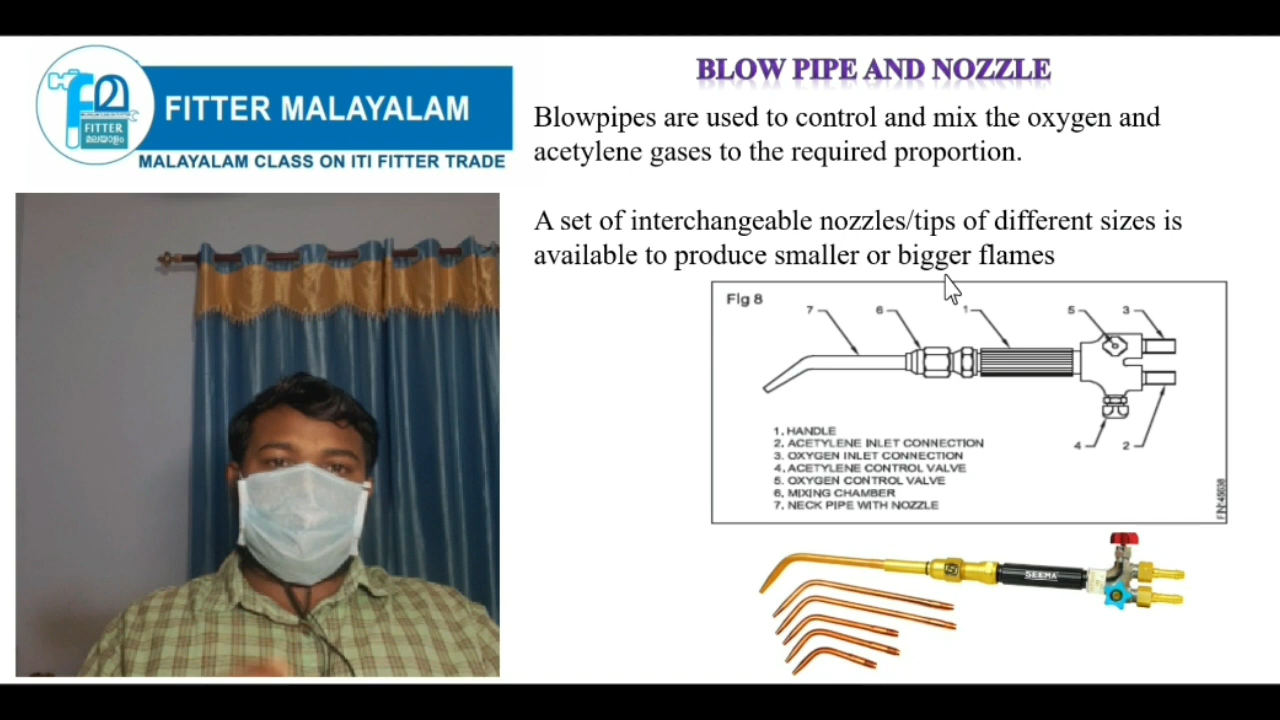 FITTER
മലയാളം
FITTER MALAYALAM
MALAYALAM CLASS ON ITI FITTER TRADE
BLOW PIPE AND NOZZLE
Blowpipes are used to control and mix the oxygen and
acetylene gases to the required proportion.
A set of interchangeable nozzles/tips of different sizes is
available to produce smaller or bigger flames
Fig 8
7
6
1
5
3
4
2
1. HANDLE
2. ACETYLENE INLET CONNECTION
3. OXYGEN INLET CONNECTION
4. ACETYLENE CONTROL VALVE
5. OXYGEN CONTROL VALVE
6. MIXING CHAMBER
7. NECK PIPE WITH NOZZLE
SEEMA